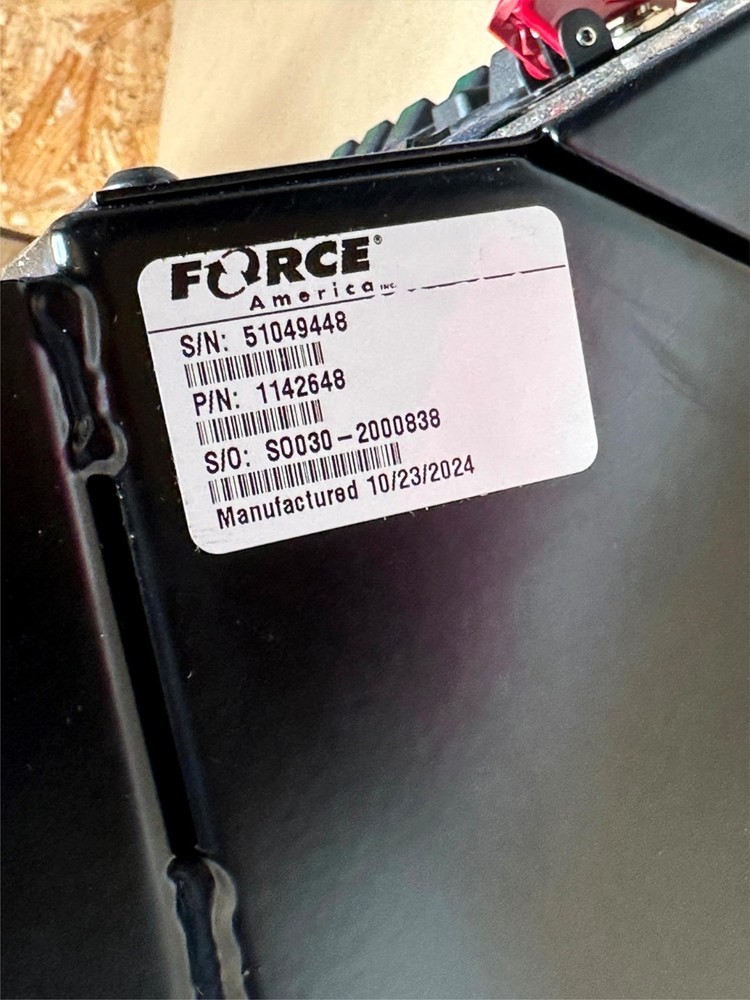 FORCE®
America INC.
S/N: 51049448
P/N: 1142648
S/O: SO030-2000838
Manufactured 10/23/2024